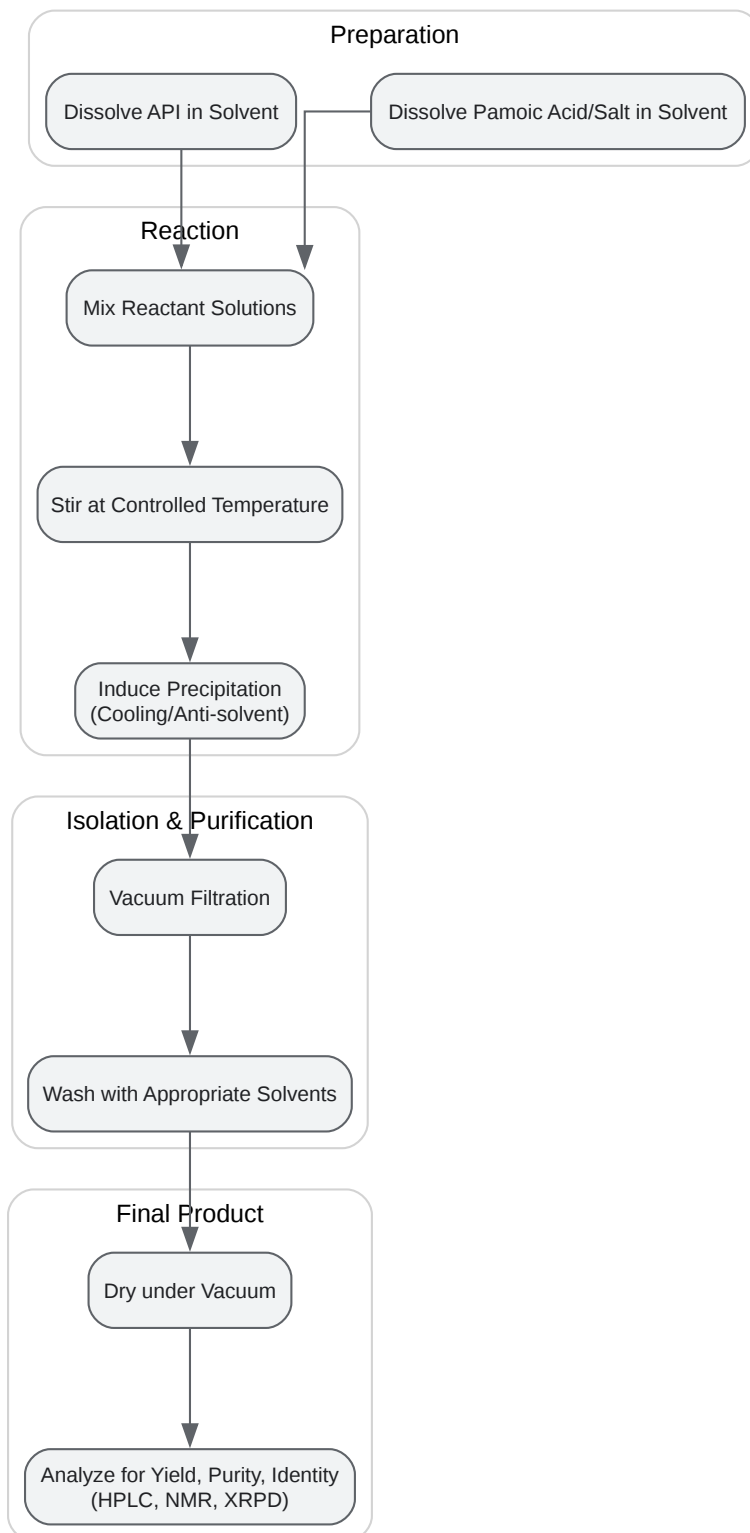 Preparation
Dissolve API in Solvent
Dissolve Pamoic Acid/Salt in Solvent
Reaction
Mix Reactant Solutions
Stir at Controlled Temperature
Induce Precipitation
(Cooling/Anti-solvent)
Isolation & Purification
Vacuum Filtration
Wash with Appropriate Solvents
Final Product
Dry under Vacuum
Analyze for Yield, Purity, Identity
(HPLC, NMR, XRPD)